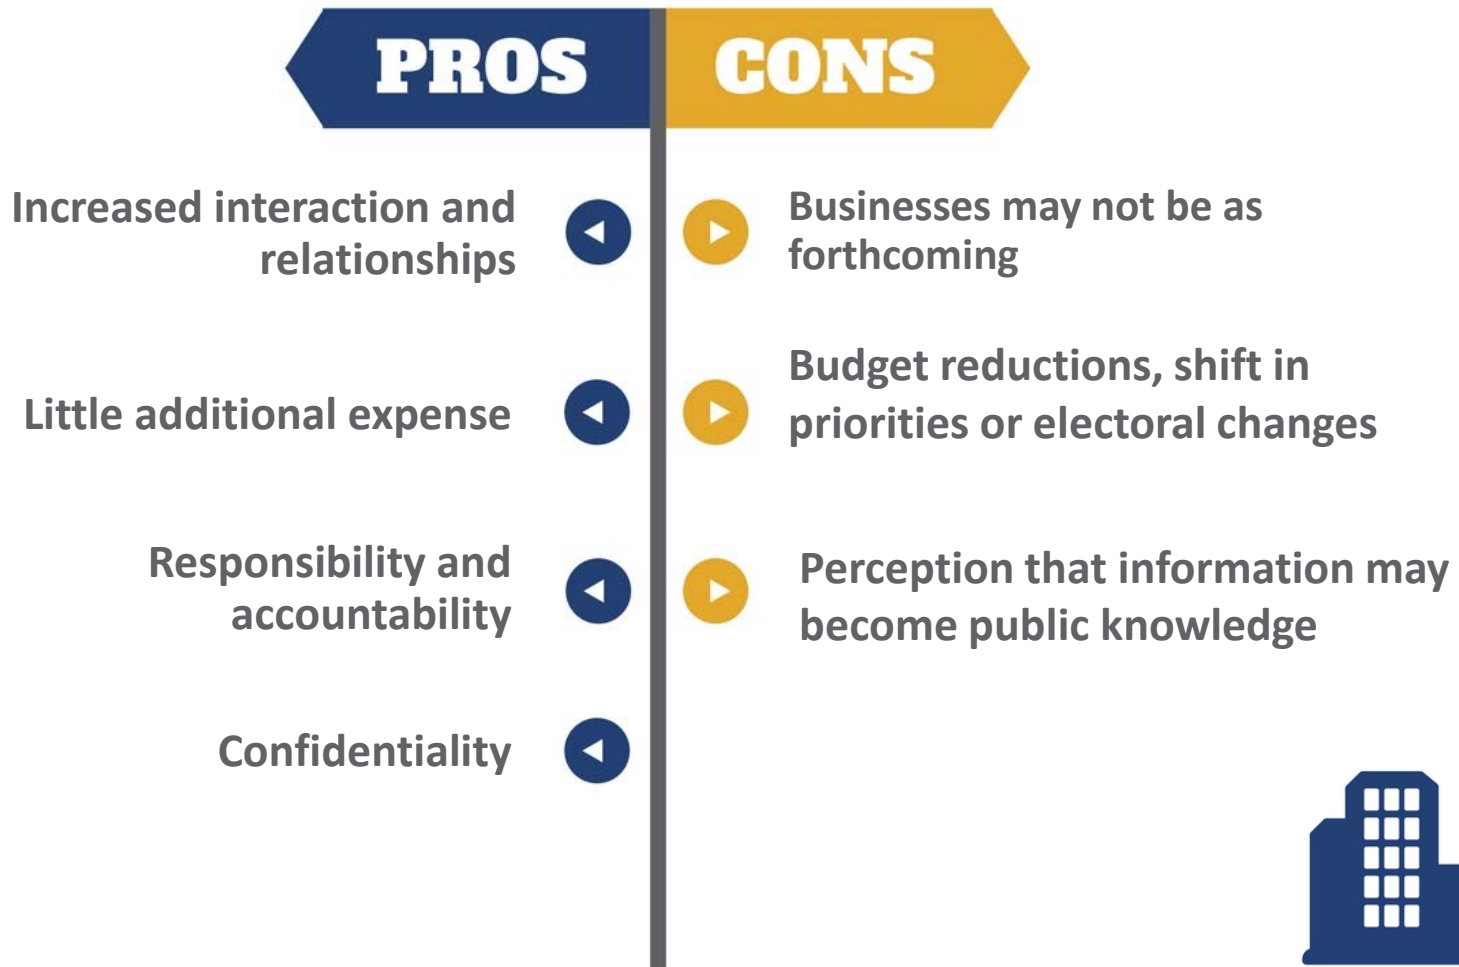 PROS
CONS
Increased interaction and
relationships
Businesses may not be as
forthcoming
Little additional expense
Budget reductions, shift in
priorities or electoral changes
Responsibility and
accountability
Perception that information may
become public knowledge
Confidentiality